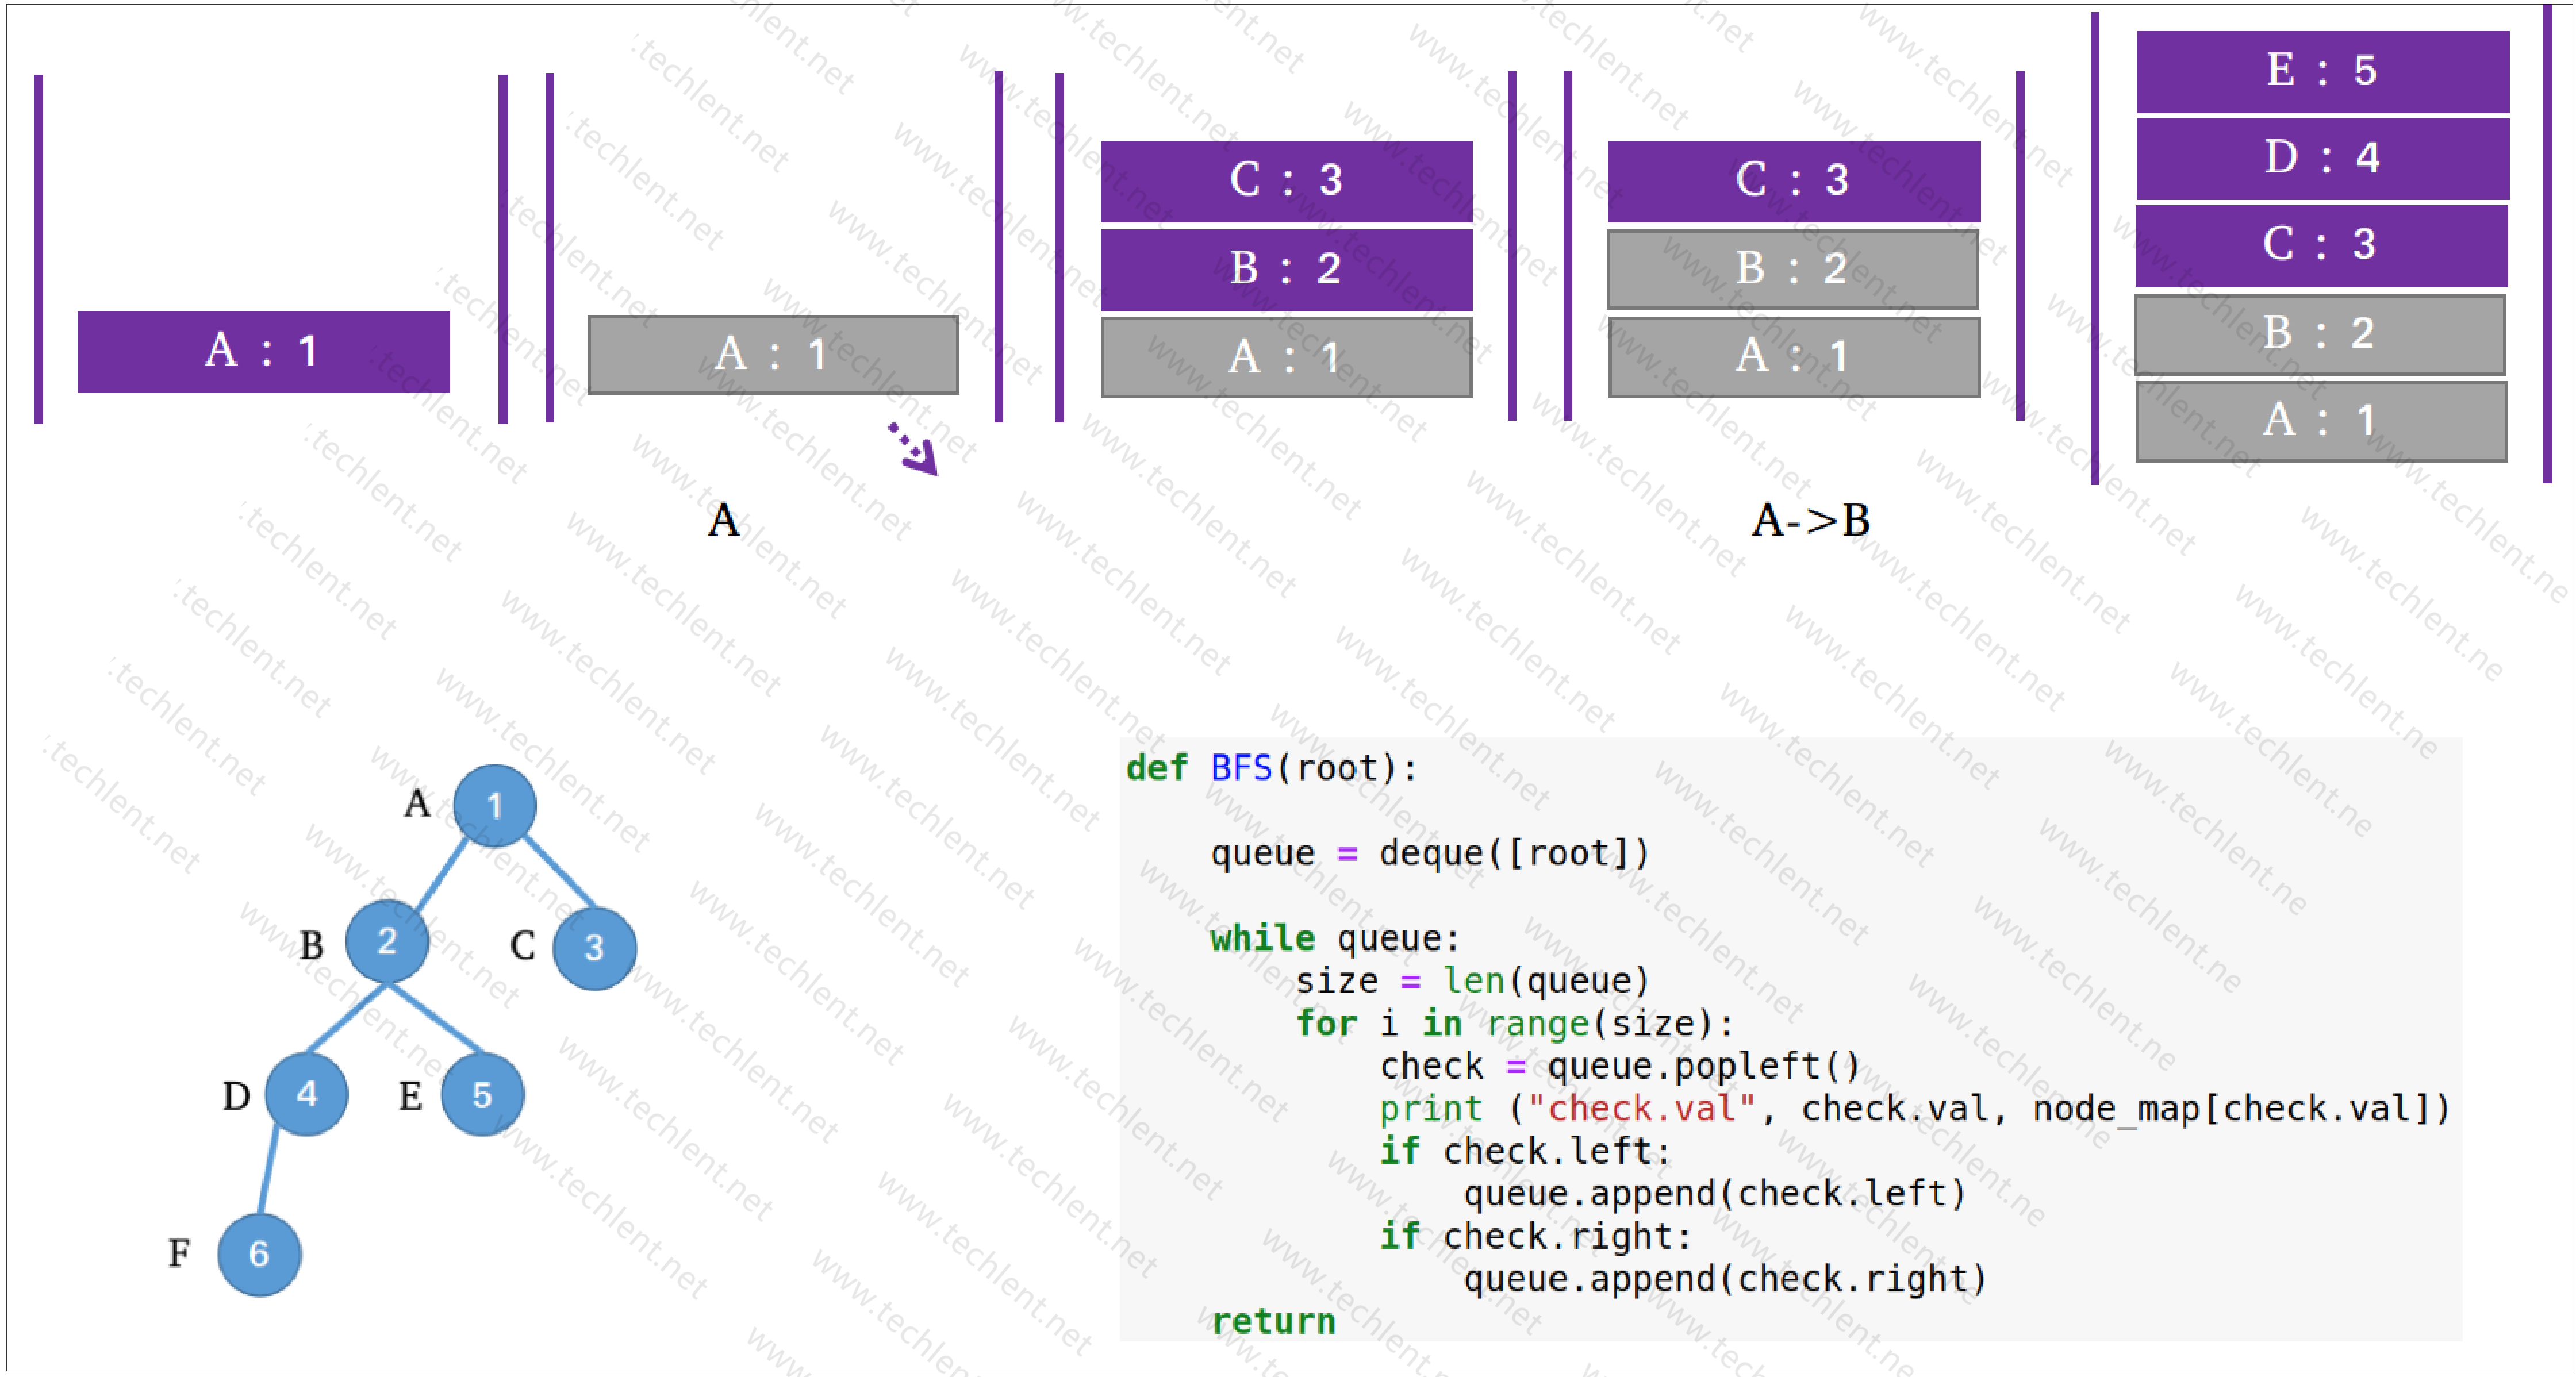 A : 1
A : 1
C : 3
B : 2
A : 1
C : 3
B : 2
A : 1
E : 5
D : 4
C : 3
B : 2
A : 1
A
A->B
A 1
B 2 C 3
D 4 E 5
F 6
def BFS(root):
queue = deque([root])
while queue:
size = len(queue)
for i in range(size):
check = queue.popleft()
print ("check.val", check.val, node_map[check.val])
if check.left:
queue.append(check.left)
if check.right:
queue.append(check.right)
return
www.techlent.net